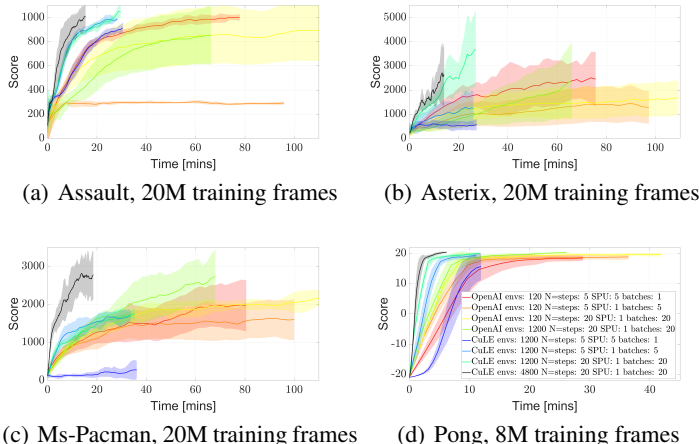 1000
800
600
400
200
0
Score
0 20 40 60 80 100
Time [mins]
(a) Assault, 20M training frames
5000
4000
3000
2000
1000
0
Score
0 20 40 60 80 100
Time [mins]
(b) Asterix, 20M training frames
3000
2000
1000
0
Score
0 20 40 60 80 100
Time [mins]
(c) Ms-Pacman, 20M training frames
20
10
0
-10
-20
Score
OpenAI envs: 120 N=steps: 5 SPU: 5 batches: 1
OpenAI envs: 120 N=steps: 5 SPU: 1 batches: 5
OpenAI envs: 120 N=steps: 20 SPU: 1 batches: 20
OpenAI envs: 1200 N=steps: 20 SPU: 1 batches: 20
CuLE envs: 1200 N=steps: 5 SPU: 5 batches: 1
CuLE envs: 1200 N=steps: 5 SPU: 1 batches: 5
CuLE envs: 1200 N=steps: 20 SPU: 1 batches: 20
CuLE envs: 4800 N=steps: 20 SPU: 1 batches: 20
0 10 20 30 40
Time [mins]
(d) Pong, 8M training frames